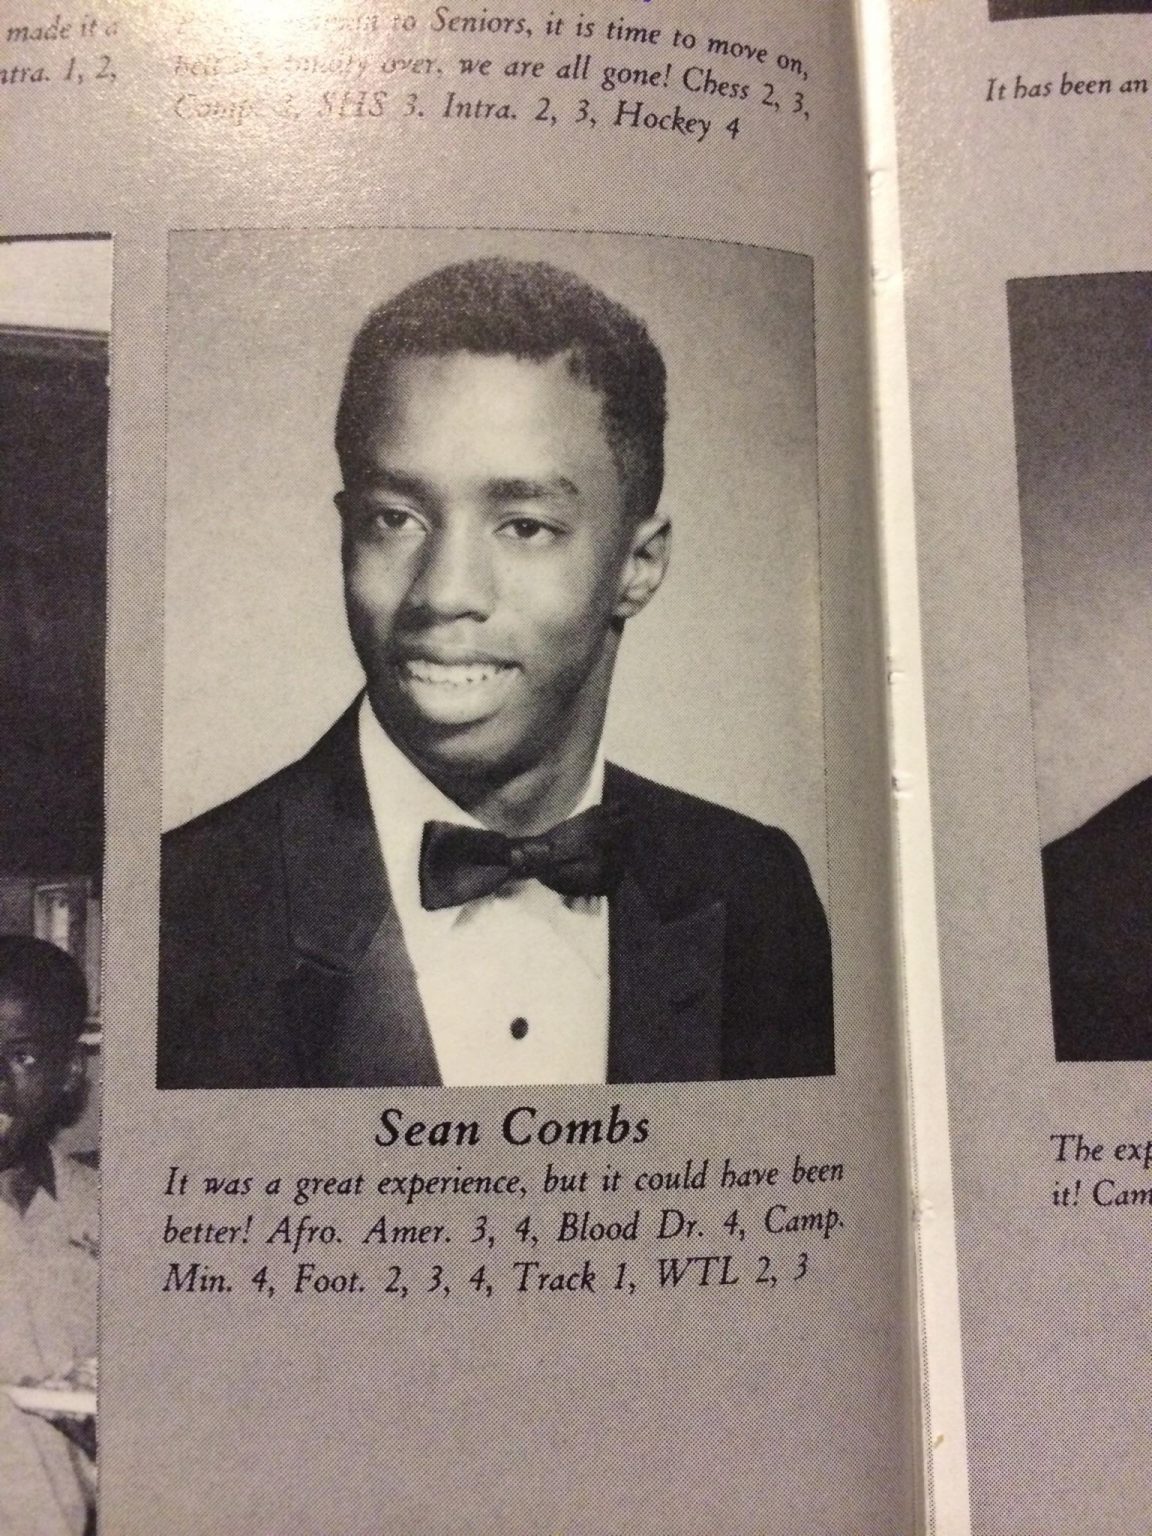 made it a
ntra. 1, 2,
to Seniors, it is time to move on,
over, we are all gone! Chess 2, 3,
Comp. 3, SHS 3. Intra. 2, 3, Hockey 4
It has been an
Sean Combs
It was a great experience, but it could have been
better! Afro. Amer. 3, 4, Blood Dr. 4, Camp.
Min. 4, Foot. 2, 3, 4, Track 1, WTL 2, 3
The exp
it! Cam